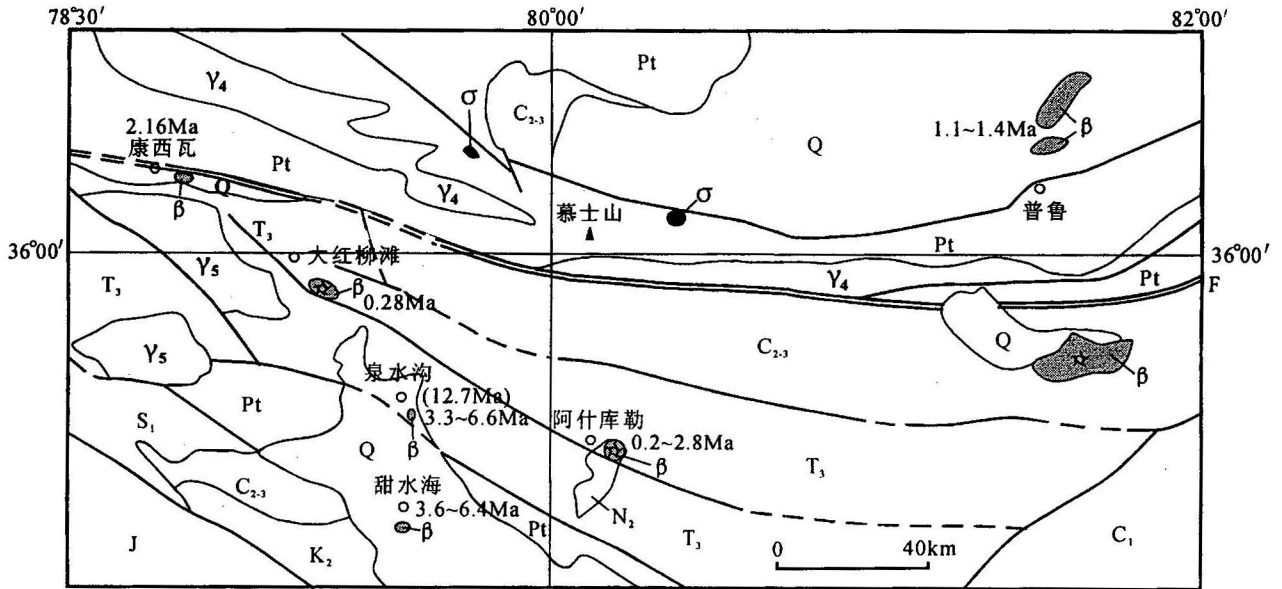 78°30′
80°00′
82°00′
Pt
γ4
σ
C2-3
β
1.1~1.4Ma
2.16Ma
康西瓦
Pt
Q
Q
β
γ4
σ
慕士山
普鲁
T3
36°00′
大红柳滩
Pt
36°00′
γ5
γ4
Pt
F
T3
β
0.28Ma
C2-3
Q
γ5
β
泉水沟
(12.7Ma)
Pt
3.3~6.6Ma
阿什库勒
S1
β
0.2~2.8Ma
Q
β
T3
甜水海
C2-3
3.6~6.4Ma
N2
β
Pt
J
K2
T3
0
40km
C1